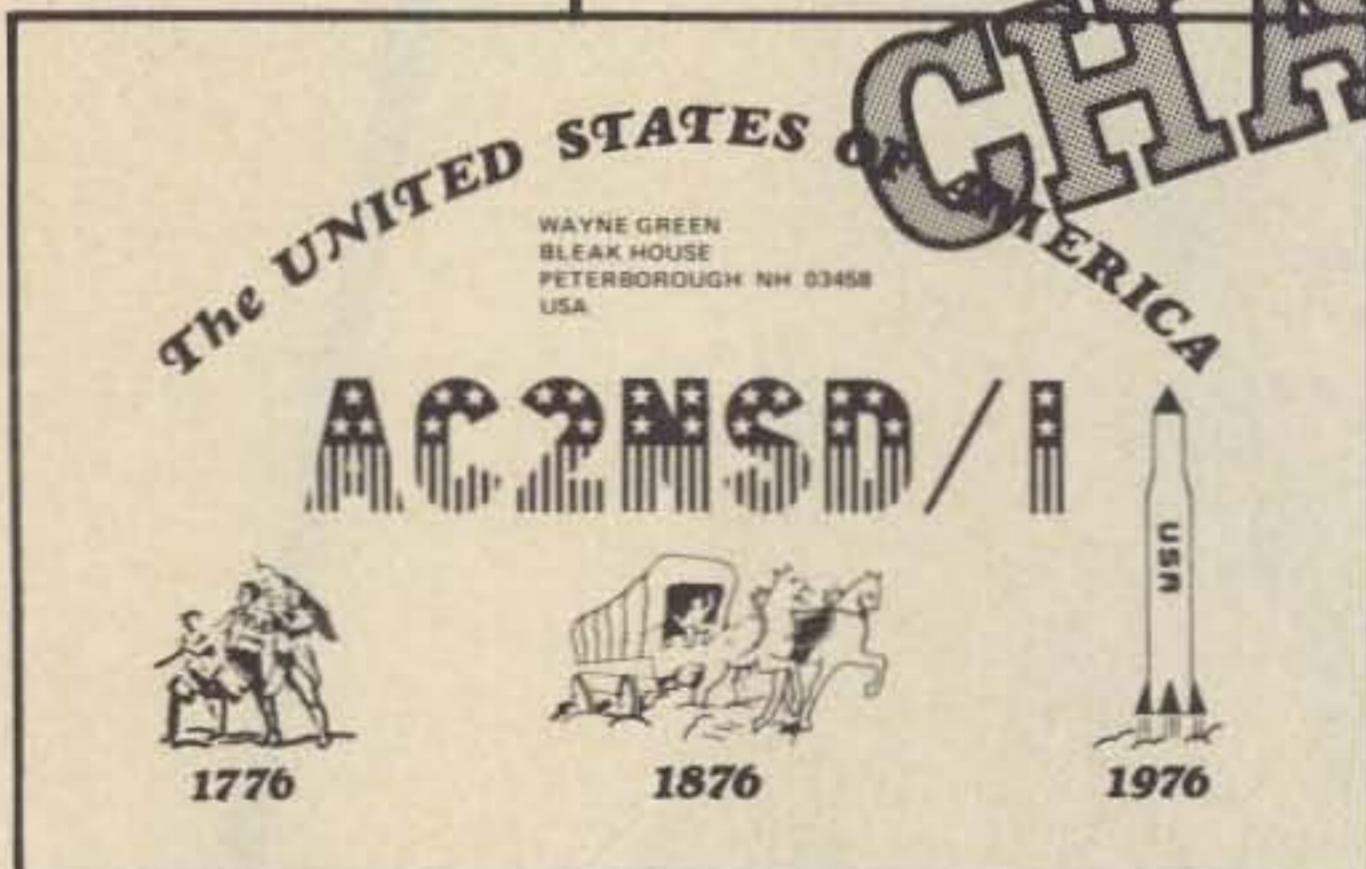 CHA
The UNITED STATES OF AMERICA
WAYNE GREEN
BLEAK HOUSE
PETERBOROUGH NH 03458
USA
AC2NSD/1
USA
1776
1876
1976